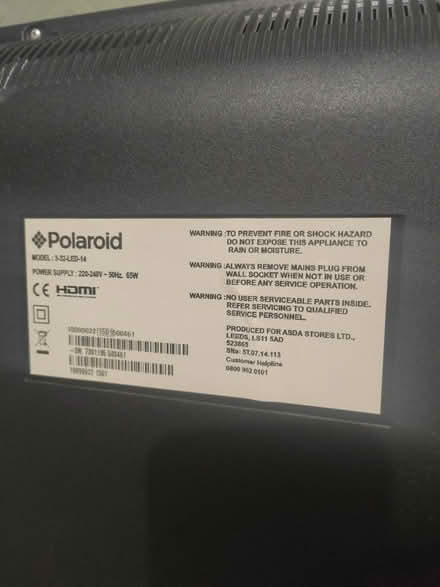 Polaroid
MODEL : S-32-LED-14
POWER SUPPLY : 220-240V ~ 50Hz. 65W
CE HDMI
WARNING :TO PREVENT FIRE OR SHOCK HAZARD
DO NOT EXPOSE THIS APPLIANCE TO
RAIN OR MOISTURE.
WARNING :ALWAYS REMOVE MAINS PLUG FROM
WALL SOCKET WHEN NOT IN USE OR
BEFORE ANY SERVICE OPERATION.
WARNING :NO USER SERVICEABLE PARTS INSIDE.
REFER SERVICING TO QUALIFIED
SERVICE PERSONNEL.
PRODUCED FOR ASDA STORES LTD.,
LEEDS, LS11 5AD
523865
SNa: 5T.07.14.113
Customer Helpline
0800 952 0101